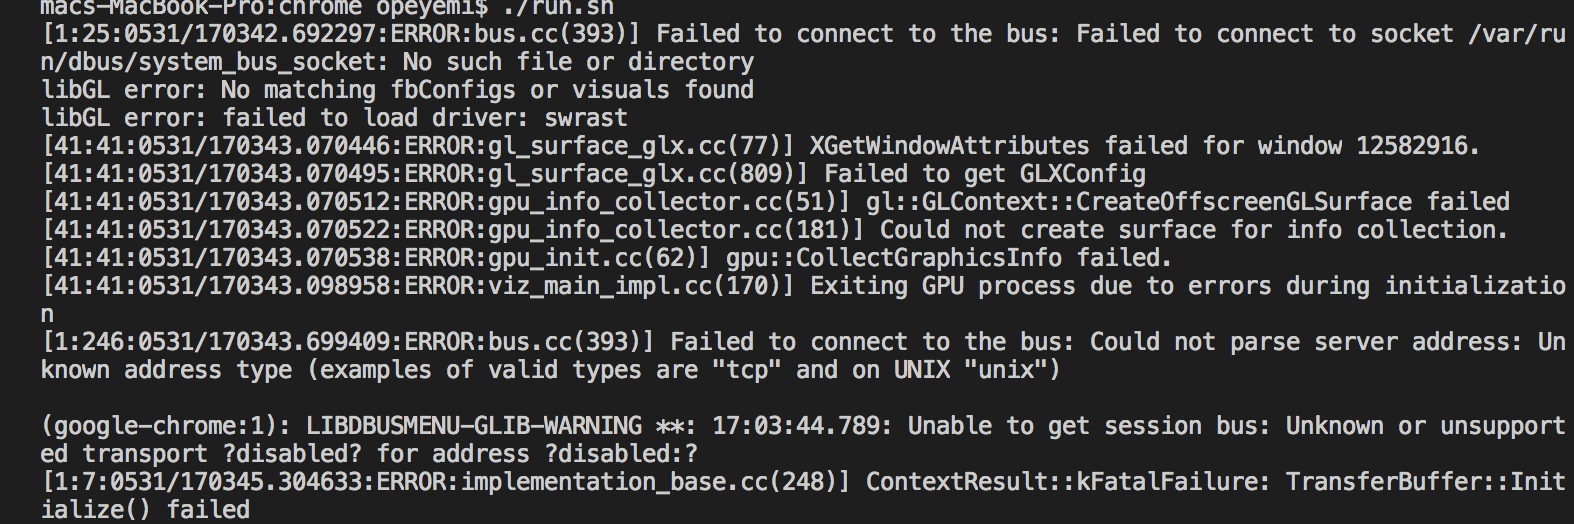 macs-MacBook-Pro:chrome opeyemi$ ./run.sh
[1:25:0531/170342.692297:ERROR:bus.cc(393)] Failed to connect to the bus: Failed to connect to socket /var/ru
n/dbus/system_bus_socket: No such file or directory
libGL error: No matching fbConfigs or visuals found
libGL error: failed to load driver: swrast
[41:41:0531/170343.070446:ERROR:gl_surface_glx.cc(77)] XGetWindowAttributes failed for window 12582916.
[41:41:0531/170343.070495:ERROR:gl_surface_glx.cc(809)] Failed to get GLXConfig
[41:41:0531/170343.070512:ERROR:gpu_info_collector.cc(51)] gl::GLContext::CreateOffscreenGLSurface failed
[41:41:0531/170343.070522:ERROR:gpu_info_collector.cc(181)] Could not create surface for info collection.
[41:41:0531/170343.070538:ERROR:gpu_init.cc(62)] gpu::CollectGraphicsInfo failed.
[41:41:0531/170343.098958:ERROR:viz_main_impl.cc(170)] Exiting GPU process due to errors during initializatio
n
[1:246:0531/170343.699409:ERROR:bus.cc(393)] Failed to connect to the bus: Could not parse server address: Un
known address type (examples of valid types are "tcp" and on UNIX "unix")
(google-chrome:1): LIBDBUSMENU-GLIB-WARNING **: 17:03:44.789: Unable to get session bus: Unknown or unsupport
ed transport ?disabled? for address ?disabled:?
[1:7:0531/170345.304633:ERROR:implementation_base.cc(248)] ContextResult::kFatalFailure: TransferBuffer::Init
ialize() failed